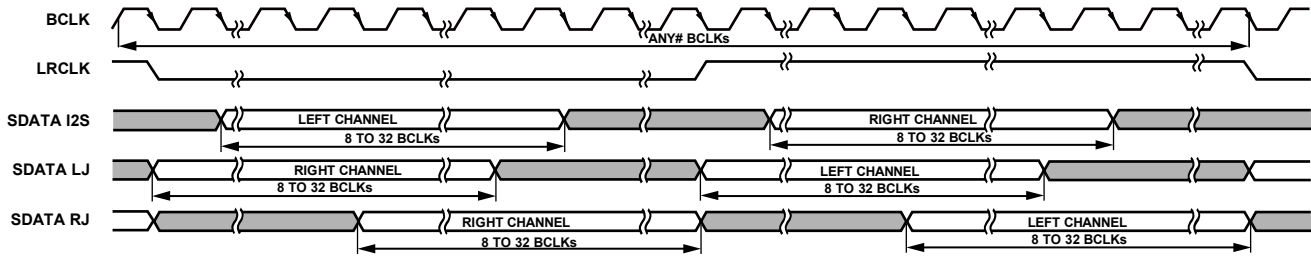 BCLK
ANY# BCLKs
LRCLK
SDATA I2S
LEFT CHANNEL
RIGHT CHANNEL
8 TO 32 BCLKs
8 TO 32 BCLKs
SDATA LJ
RIGHT CHANNEL
LEFT CHANNEL
8 TO 32 BCLKs
8 TO 32 BCLKs
SDATA RJ
RIGHT CHANNEL
LEFT CHANNEL
8 TO 32 BCLKs
8 TO 32 BCLKs